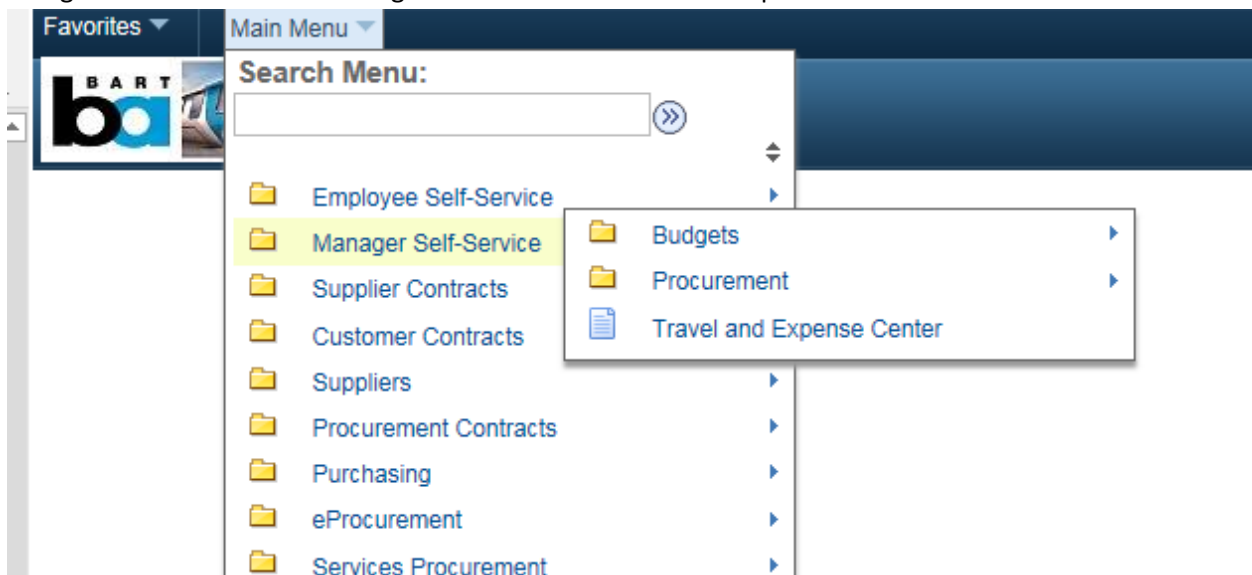 Favorites
Main Menu
BART
ba
Search Menu:
Employee Self-Service
Manager Self-Service
Budgets
Procurement
Travel and Expense Center
Supplier Contracts
Customer Contracts
Suppliers
Procurement Contracts
Purchasing
eProcurement
Services Procurement